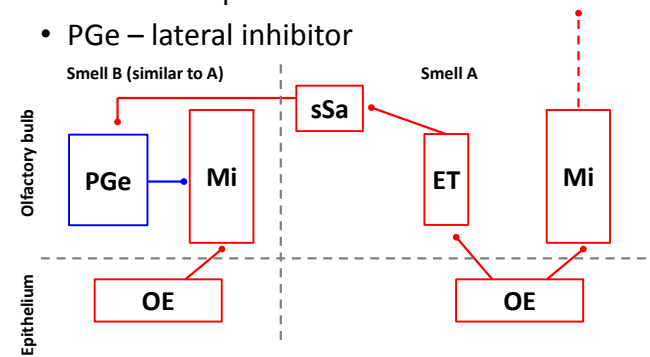 • PGe – lateral inhibitor
Smell B (similar to A)
Smell A
Olfactory bulb
sSa
PGe
Mi
ET
Mi
Epithelium
OE
OE